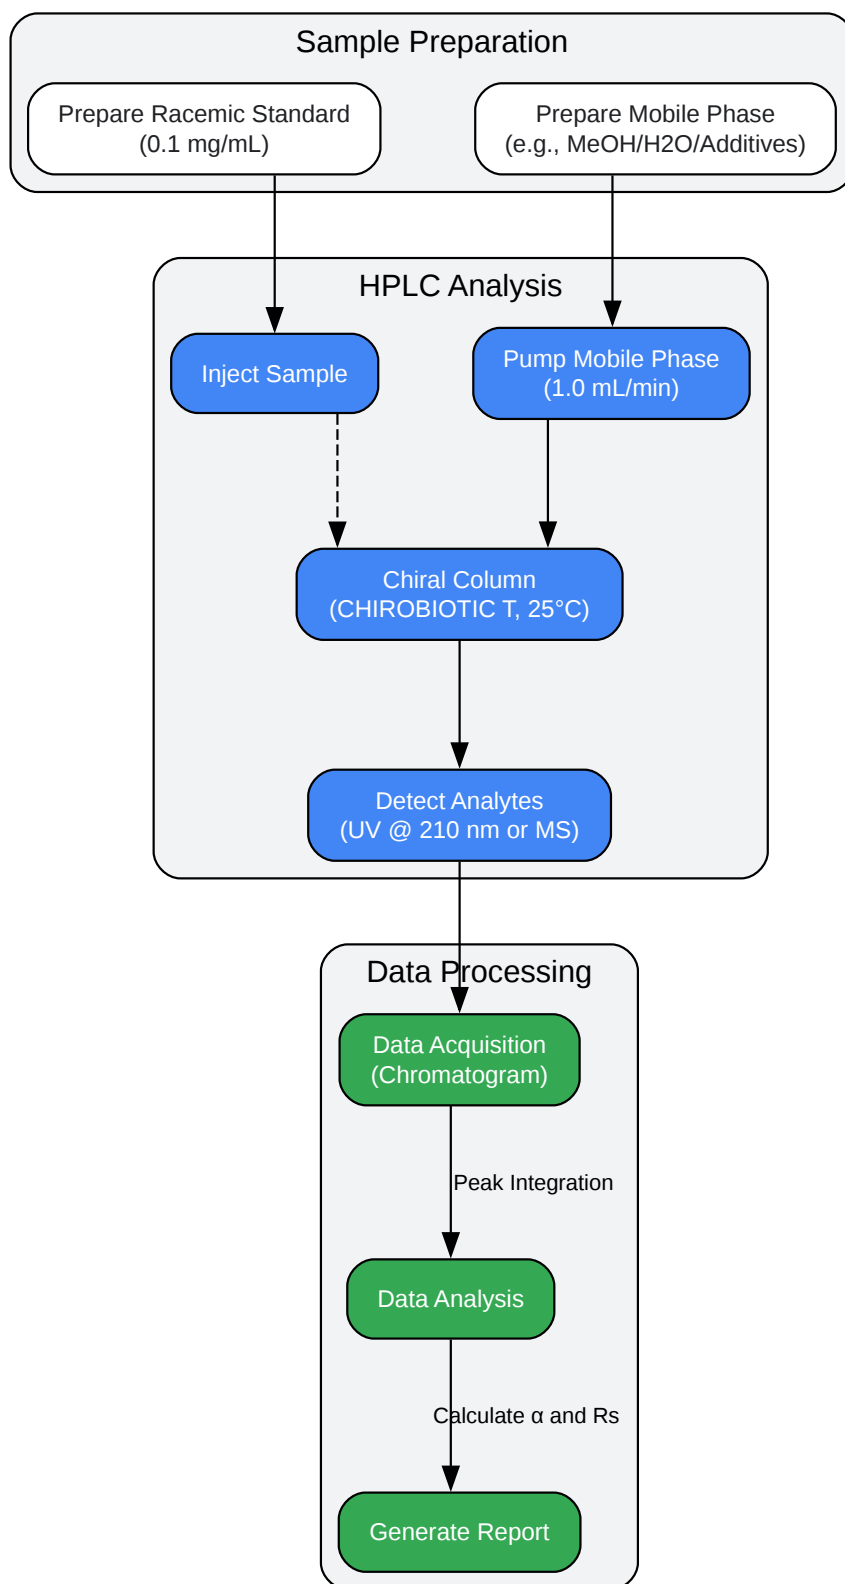 Sample Preparation
Prepare Racemic Standard
(0.1 mg/mL)
Prepare Mobile Phase
(e.g., MeOH/H2O/Additives)
HPLC Analysis
Inject Sample
Pump Mobile Phase
(1.0 mL/min)
Chiral Column
(CHIROBIOTIC T, 25°C)
Detect Analytes
(UV @ 210 nm or MS)
Data Processing
Data Acquisition
(Chromatogram)
Peak Integration
Data Analysis
Calculate α and Rs
Generate Report